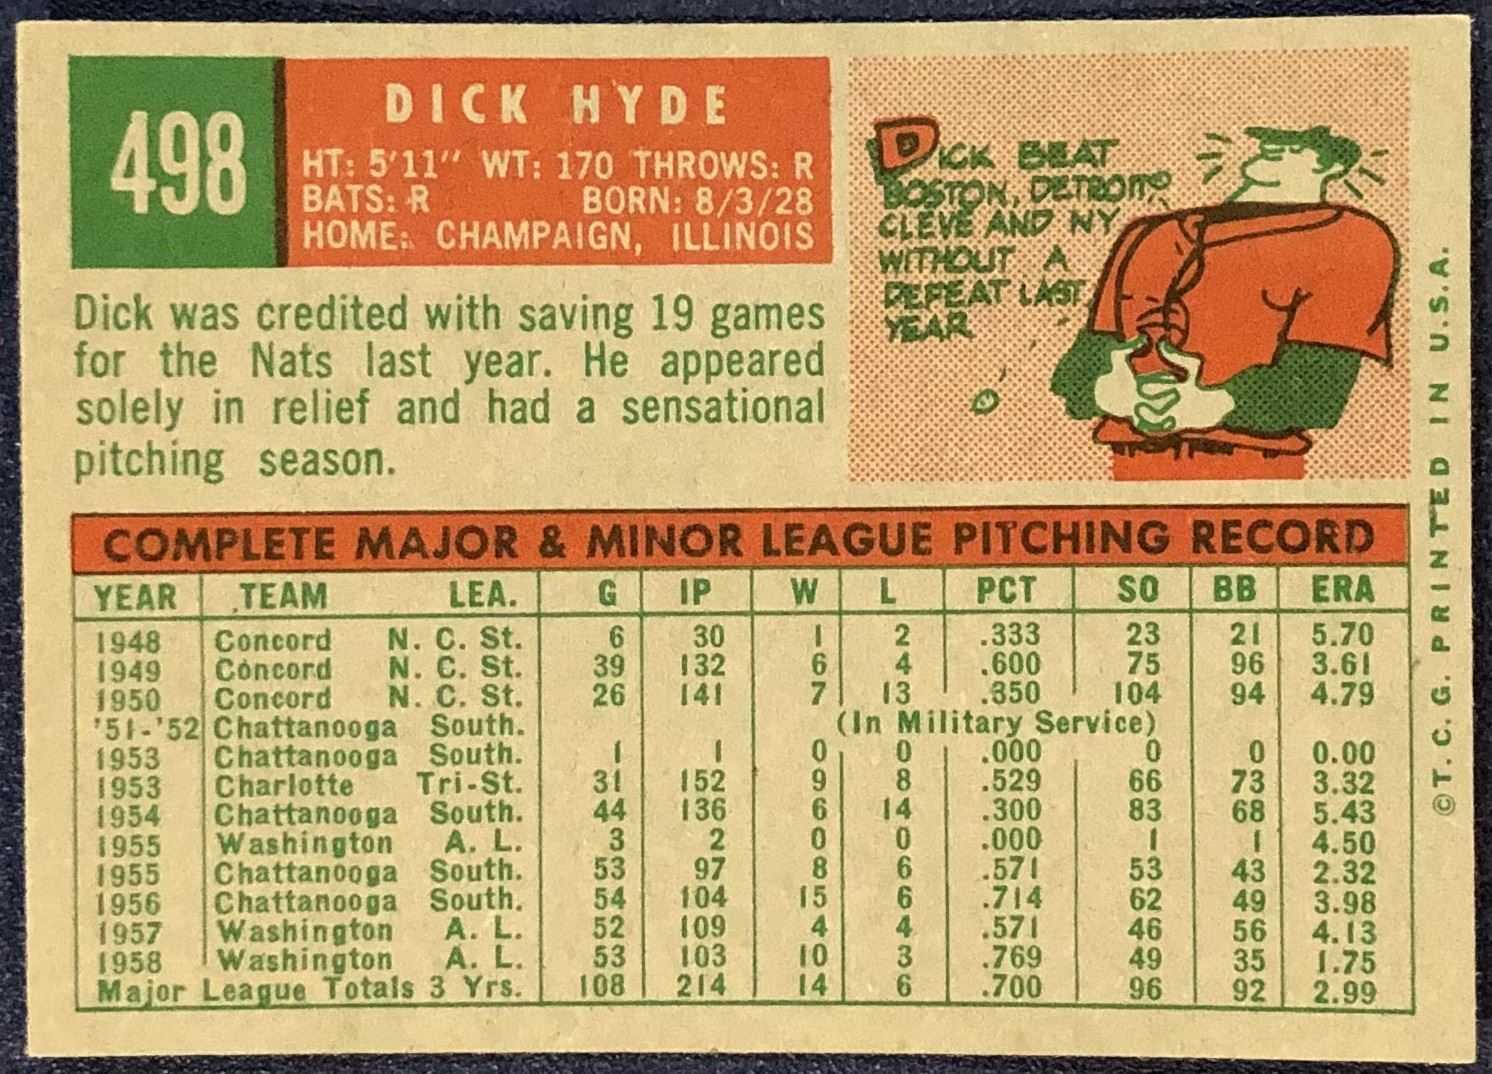 498
DICK HYDE
HT: 5'11" WT: 170 THROWS: R
BATS: R BORN: 8/3/28
HOME: CHAMPAIGN, ILLINOIS
Dick was credited with saving 19 games
for the Nats last year. He appeared
solely in relief and had a sensational
pitching season.
DICK BEAT
BOSTON, DETROIT,
CLEVE AND NY
WITHOUT A
DEFEAT LAST
YEAR
COMPLETE MAJOR & MINOR LEAGUE PITCHING RECORD
YEAR TEAM LEA. G IP W L PCT SO BB ERA
1948 Concord N. C. St. 6 30 1 2 .333 23 21 5.70
1949 Concord N. C. St. 39 132 6 4 .600 75 96 3.61
1950 Concord N. C. St. 26 141 7 13 .350 104 94 4.79
'51-'52 Chattanooga South. (In Military Service)
1953 Chattanooga South. 1 1 0 0 .000 0 0 0.00
1953 Charlotte Tri-St. 31 152 9 8 .529 66 73 3.32
1954 Chattanooga South. 44 136 6 14 .300 83 68 5.43
1955 Washington A. L. 3 2 0 0 .000 1 1 4.50
1955 Chattanooga South. 53 97 8 6 .571 53 43 2.32
1956 Chattanooga South. 54 104 15 6 .714 62 49 3.98
1957 Washington A. L. 52 109 4 4 .571 46 56 4.13
1958 Washington A. L. 53 103 10 3 .769 49 35 1.75
Major League Totals 3 Yrs. 108 214 14 6 .700 96 92 2.99
©T. C. G. PRINTED IN U.S.A.